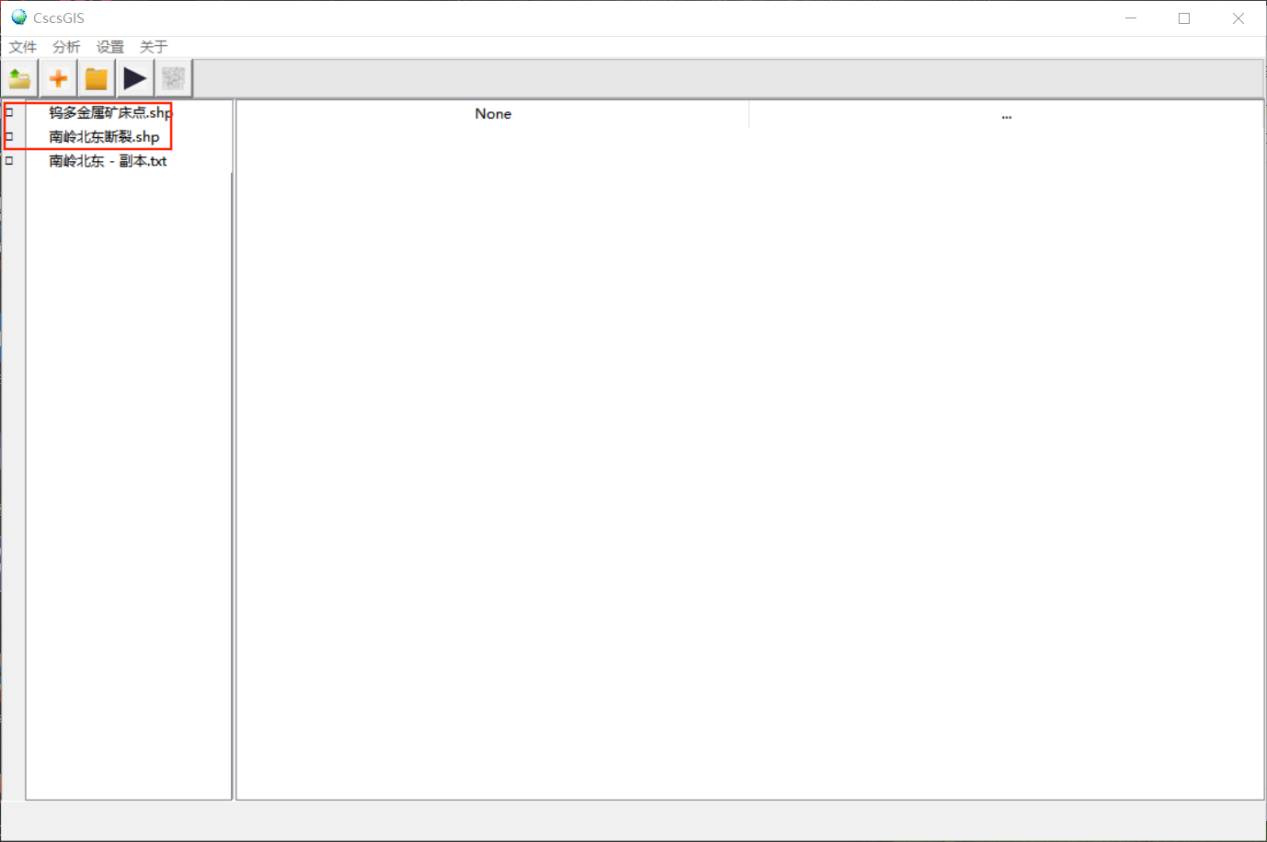 CscsGIS
文件 分析 设置 关于
钨多金属矿床点.shp
南岭北东断裂.shp
南岭北东 - 副本.txt
None ...